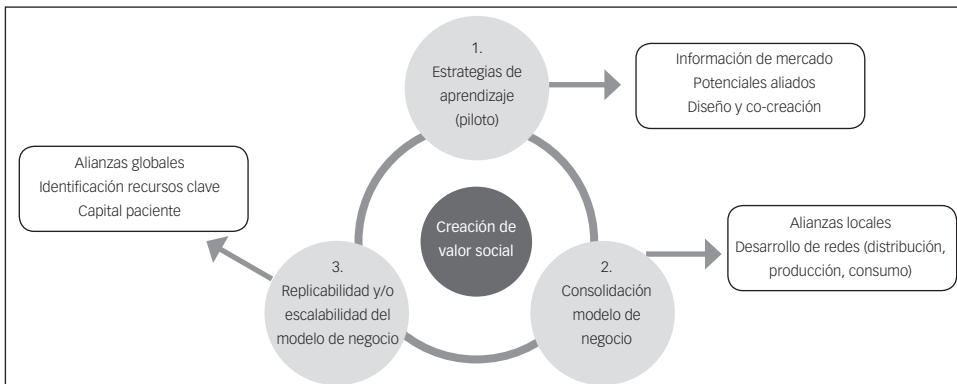 1.
Estrategias de
aprendizaje
(piloto)
Información de mercado
Potenciales aliados
Diseño y co-creación
Alianzas globales
Identificación recursos clave
Capital paciente
Creación de
valor social
Alianzas locales
Desarrollo de redes (distribución,
producción, consumo)
3.
Replicabilidad y/o
escalabilidad del
modelo de negocio
2.
Consolidación
modelo de
negocio